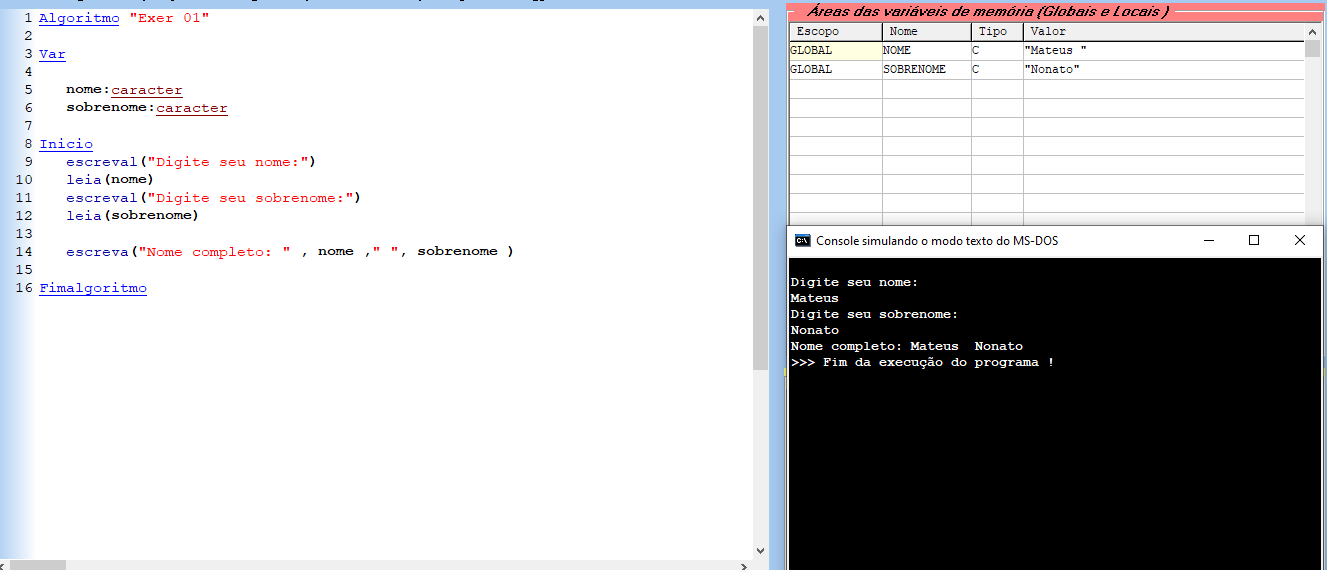 1 Algoritmo "Exer 01"
2
3 Var
4
5 nome:caracter
6 sobrenome:caracter
7
8 Inicio
9 escreval("Digite seu nome:")
10 leia(nome)
11 escreval("Digite seu sobrenome:")
12 leia(sobrenome)
13
14 escreva("Nome completo: " , nome ," ", sobrenome )
15
16 Fimalgoritmo
Áreas das variáveis de memória (Globais e Locais )
Escopo Nome Tipo Valor
GLOBAL NOME C "Mateus "
GLOBAL SOBRENOME C "Nonato"
Console simulando o modo texto do MS-DOS
Digite seu nome:
Mateus
Digite seu sobrenome:
Nonato
Nome completo: Mateus  Nonato
>>> Fim da execução do programa !